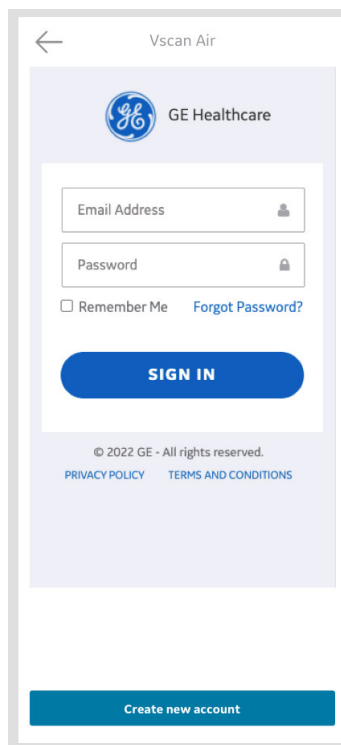 Vscan Air
GE Healthcare
Email Address
Password
Remember Me Forgot Password?
SIGN IN
© 2022 GE - All rights reserved.
PRIVACY POLICY TERMS AND CONDITIONS
Create new account